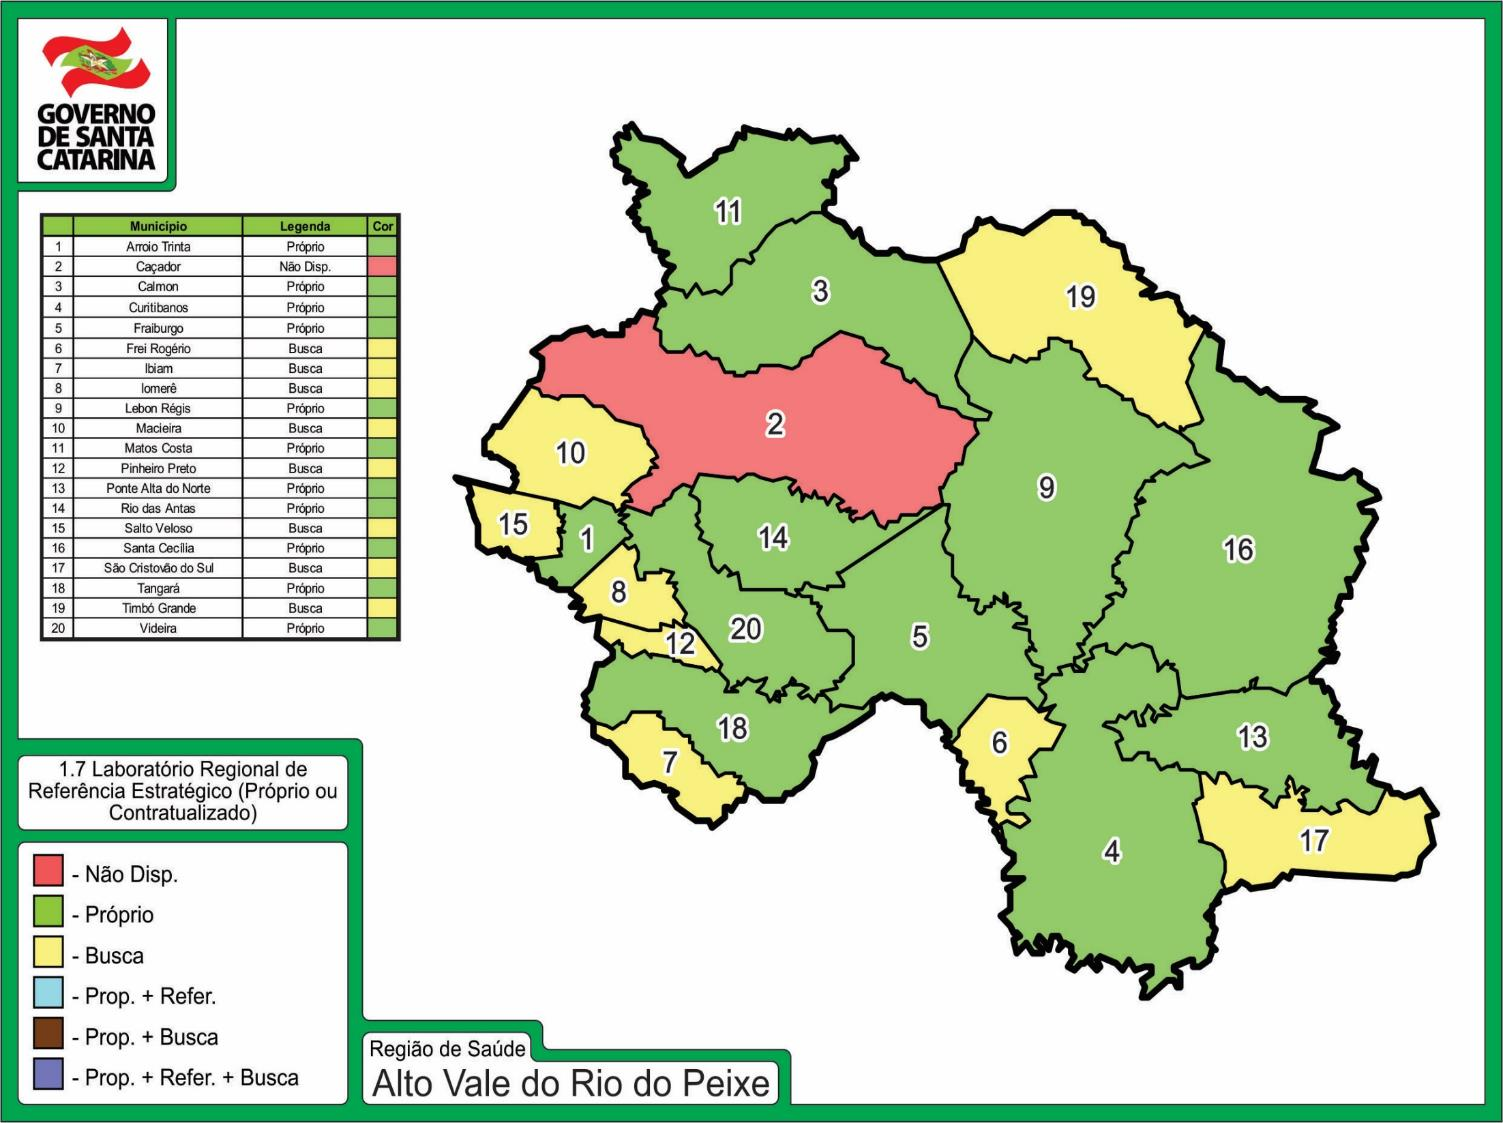 GOVERNO
DE SANTA
CATARINA
Município Legenda Cor
1 Arroio Trinta Próprio
2 Caçador Não Disp.
3 Calmon Próprio
4 Curitibanos Próprio
5 Fraiburgo Próprio
6 Frei Rogério Busca
7 Ibiam Busca
8 Iomerê Busca
9 Lebon Régis Próprio
10 Macieira Busca
11 Matos Costa Próprio
12 Pinheiro Preto Busca
13 Ponte Alta do Norte Próprio
14 Rio das Antas Próprio
15 Salto Veloso Busca
16 Santa Cecília Próprio
17 São Cristovão do Sul Busca
18 Tangará Próprio
19 Timbó Grande Busca
20 Videira Próprio
11
3
19
2
10
9
15
1
14
16
8
20
12
5
18
6
13
7
17
4
1.7 Laboratório Regional de
Referência Estratégico (Próprio ou
Contratualizado)
- Não Disp.
- Próprio
- Busca
- Prop. + Refer.
- Prop. + Busca
- Prop. + Refer. + Busca
Região de Saúde
Alto Vale do Rio do Peixe